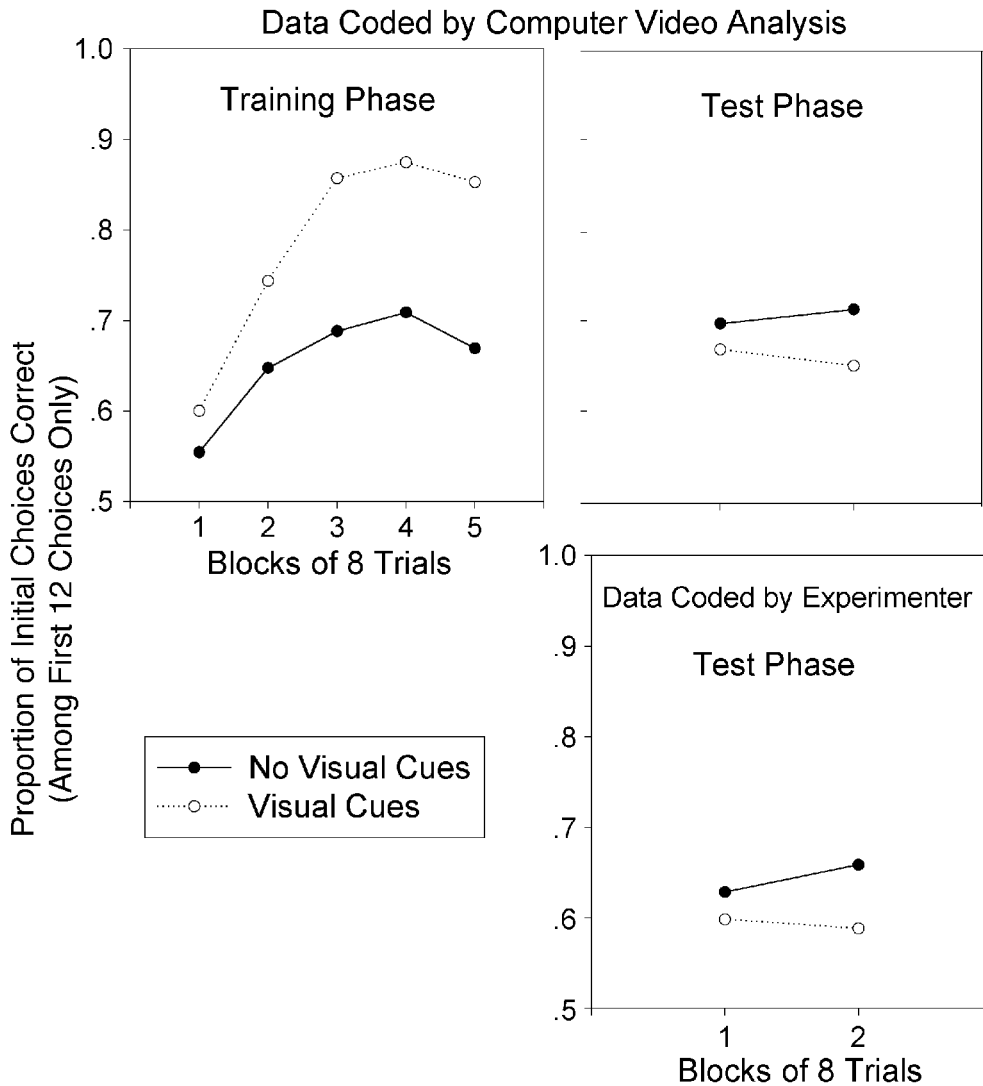 Data Coded by Computer Video Analysis
Proportion of Initial Choices Correct
(Among First 12 Choices Only)
1.0
.9
.8
.7
.6
.5
Training Phase
1 2 3 4 5
Blocks of 8 Trials
Test Phase
No Visual Cues
Visual Cues
1.0
.9
.8
.7
.6
.5
Data Coded by Experimenter
Test Phase
1 2
Blocks of 8 Trials